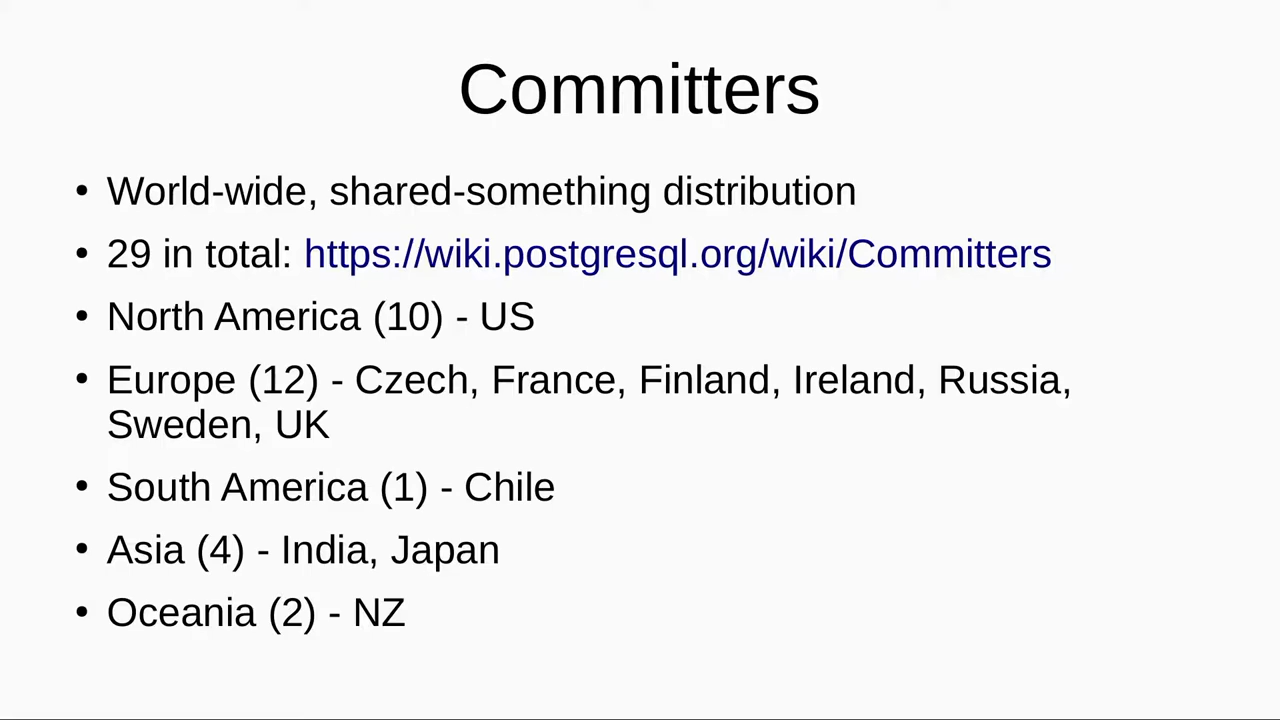 Committers
• World-wide, shared-something distribution
• 29 in total: https://wiki.postgresql.org/wiki/Committers
• North America (10) - US
• Europe (12) - Czech, France, Finland, Ireland, Russia,
Sweden, UK
• South America (1) - Chile
• Asia (4) - India, Japan
• Oceania (2) - NZ